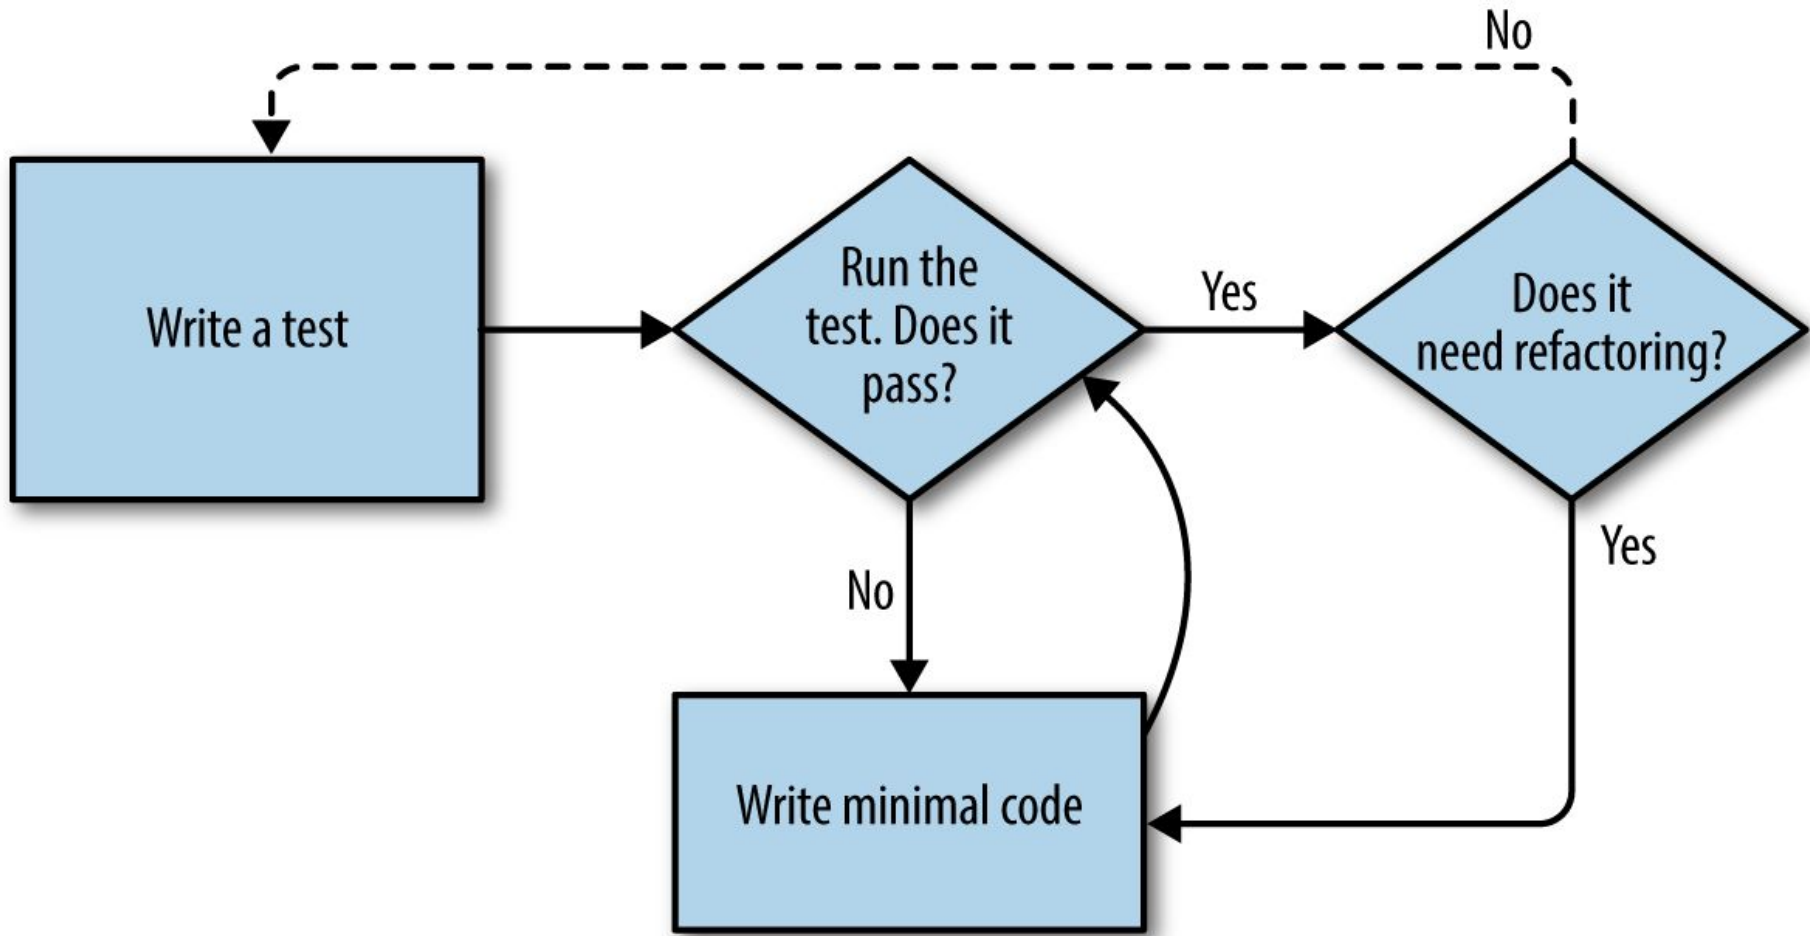 No
Write a test
Run the
test. Does it
pass?
Yes
Does it
need refactoring?
No
Yes
Write minimal code